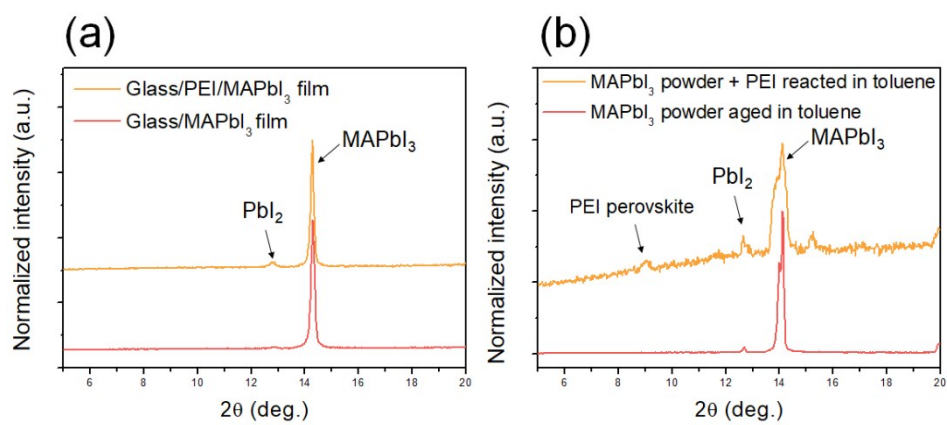 (a)
Normalized intensity (a.u.)
Glass/PEI/MAPbI₃ film
Glass/MAPbI₃ film
MAPbI₃
PbI₂
6 8 10 12 14 16 18 20
2θ (deg.)
(b)
Normalized intensity (a.u.)
MAPbI₃ powder + PEI reacted in toluene
MAPbI₃ powder aged in toluene
MAPbI₃
PbI₂
PEI perovskite
6 8 10 12 14 16 18 20
2θ (deg.)